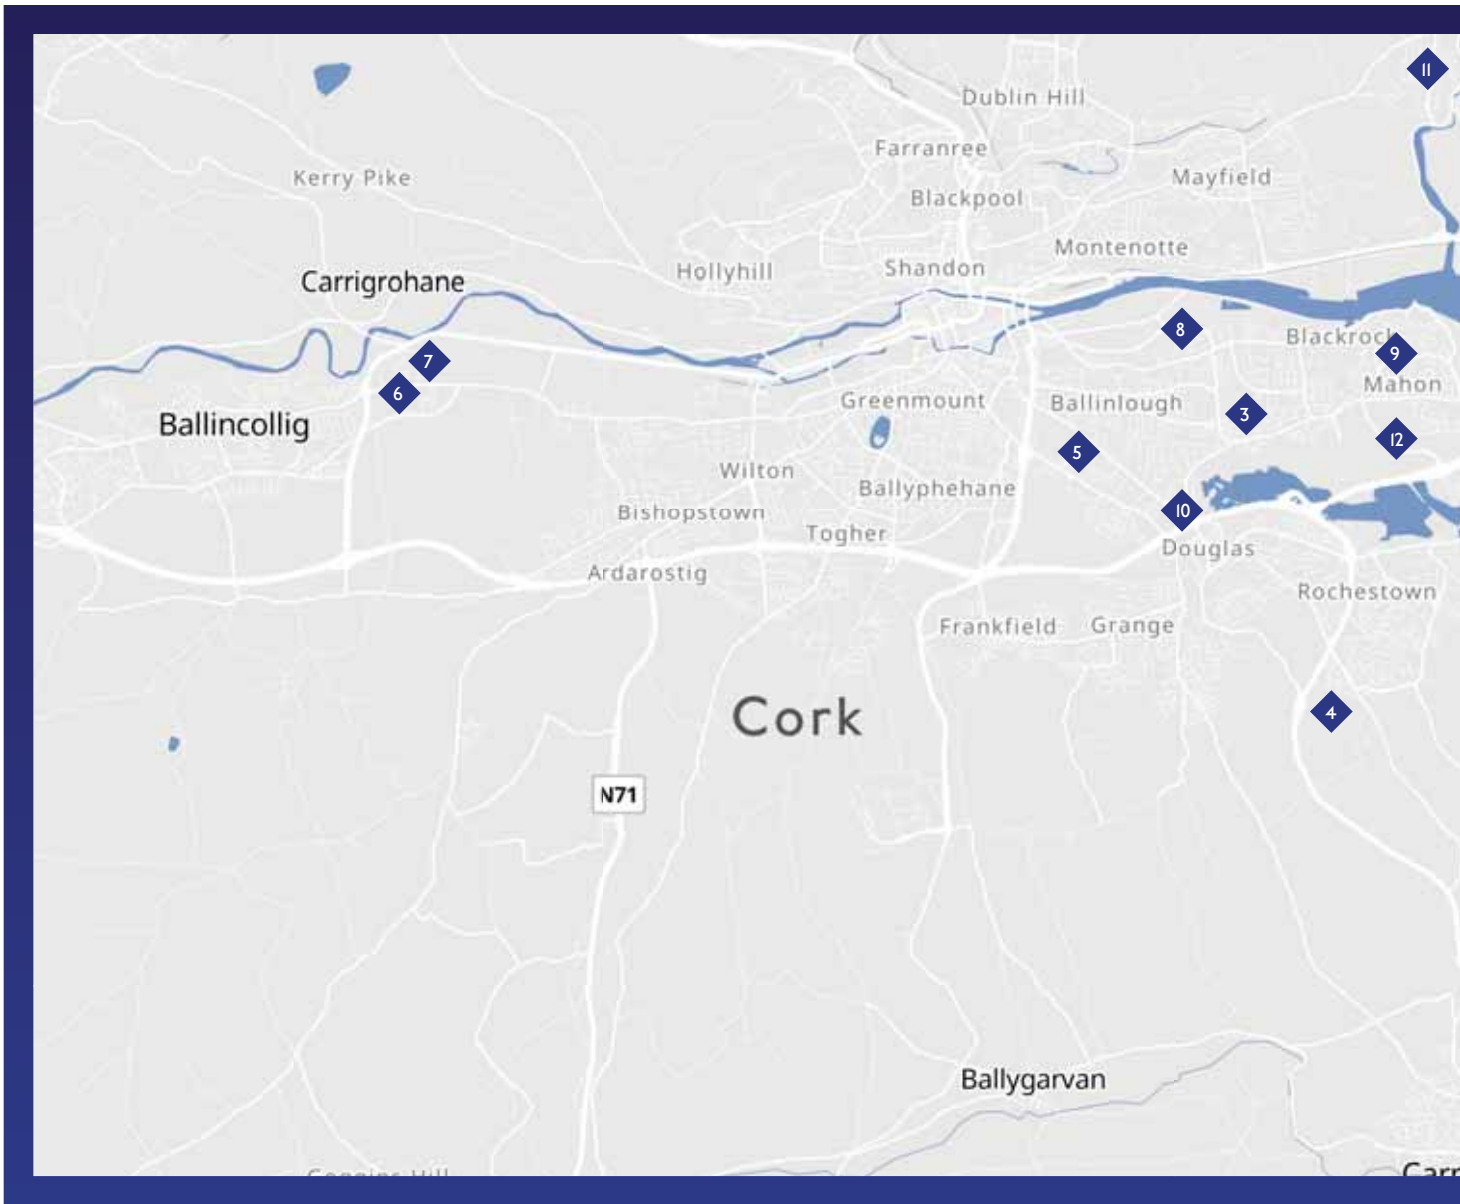 11
Dublin Hill
Farranree
Kerry Pike
Mayfield
Blackpool
Montenotte
Shandon
Hollyhill
Carrigrohane
8
Blackrock
9
7
Mahon
6
Greenmount
Ballinlough
3
Ballincollig
12
5
Wilton
Ballyphehane
Bishopstown
10
Togher
Douglas
Ardarostig
Rochestown
Frankfield
Grange
4
Cork
N71
Ballygarvan
Carr